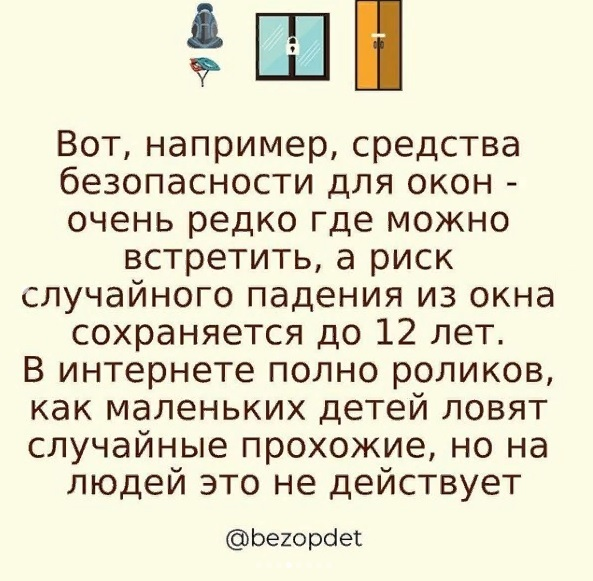 Вот, например, средства
безопасности для окон -
очень редко где можно
встретить, а риск
случайного падения из окна
сохраняется до 12 лет.
В интернете полно роликов,
как маленьких детей ловят
случайные прохожие, но на
людей это не действует
@bezopdet